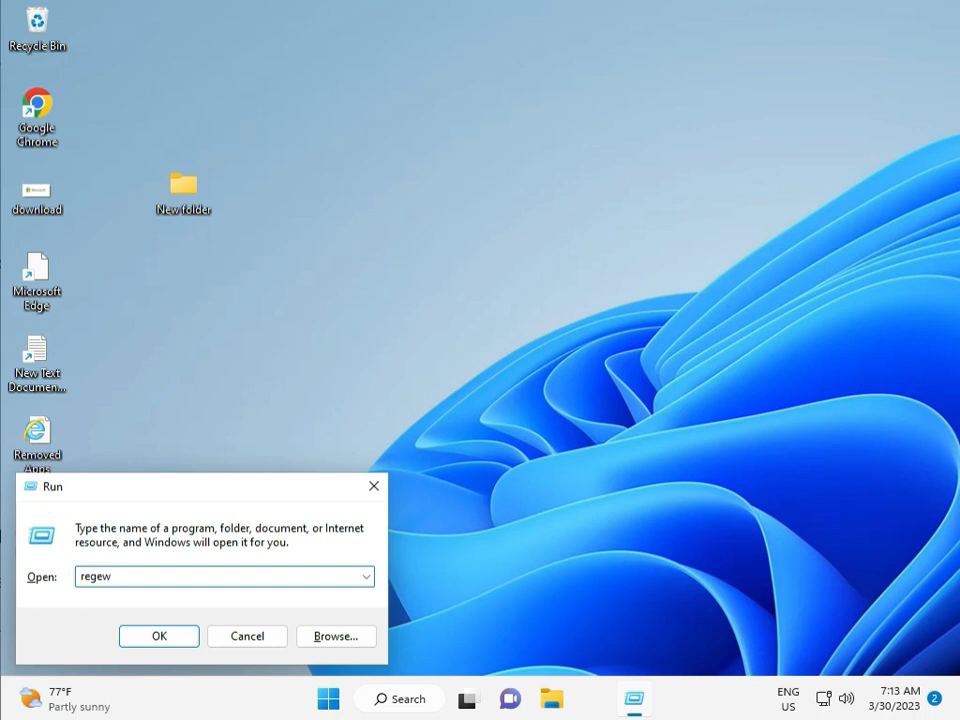 Recycle Bin
Google
Chrome
download
New folder
Microsoft
Edge
New Text
Documen...
Removed
Apps
Run
Type the name of a program, folder, document, or Internet
resource, and Windows will open it for you.
Open:
regew
OK
Cancel
Browse...
77°F
Partly sunny
Search
ENG
US
7:13 AM
3/30/2023
2